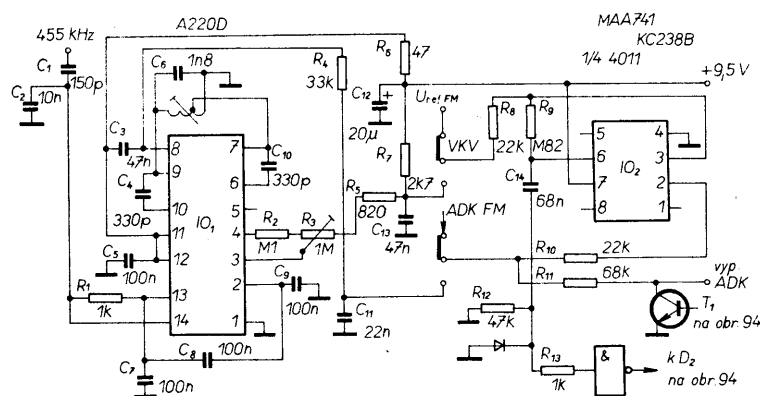 A220D
MAA741
KC238B
1/4 4011
455 kHz
+9,5V
C1
150p
C2
10n
C6
1n8
R4
33k
R6
47
C12
+
20µ
Uref FM
R8
22k
R9
M82
C3
47n
C4
330p
8
9
10
11
12
13
14
IO1
7
6
5
4
3
2
1
C10
330p
R2
M1
R3
1M
R5
820
R7
2k7
C13
47n
VKV
ADK FM
C14
68n
5
6
7
8
IO2
4
3
2
1
C5
100n
R1
1k
C9
100n
C8
100n
C7
100n
C11
22n
R10
22k
R11
68k
vyp
ADK
R12
47k
T1
na obr. 94
R13
1k
&
k D2
na obr. 94